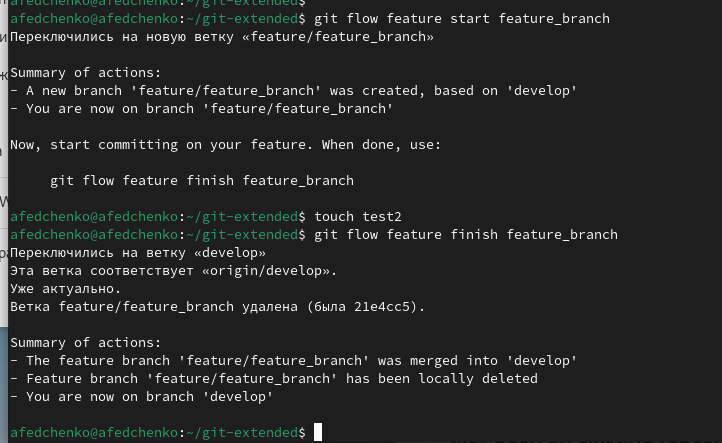 afedchenko@afedchenko:~/git-extended$
afedchenko@afedchenko:~/git-extended$ git flow feature start feature_branch
Переключились на новую ветку «feature/feature_branch»
Summary of actions:
- A new branch 'feature/feature_branch' was created, based on 'develop'
- You are now on branch 'feature/feature_branch'
Now, start committing on your feature. When done, use:
git flow feature finish feature_branch
afedchenko@afedchenko:~/git-extended$ touch test2
afedchenko@afedchenko:~/git-extended$ git flow feature finish feature_branch
Переключились на ветку «develop»
Эта ветка соответствует «origin/develop».
Уже актуально.
Ветка feature/feature_branch удалена (была 21e4cc5).
Summary of actions:
- The feature branch 'feature/feature_branch' was merged into 'develop'
- Feature branch 'feature/feature_branch' has been locally deleted
- You are now on branch 'develop'
afedchenko@afedchenko:~/git-extended$